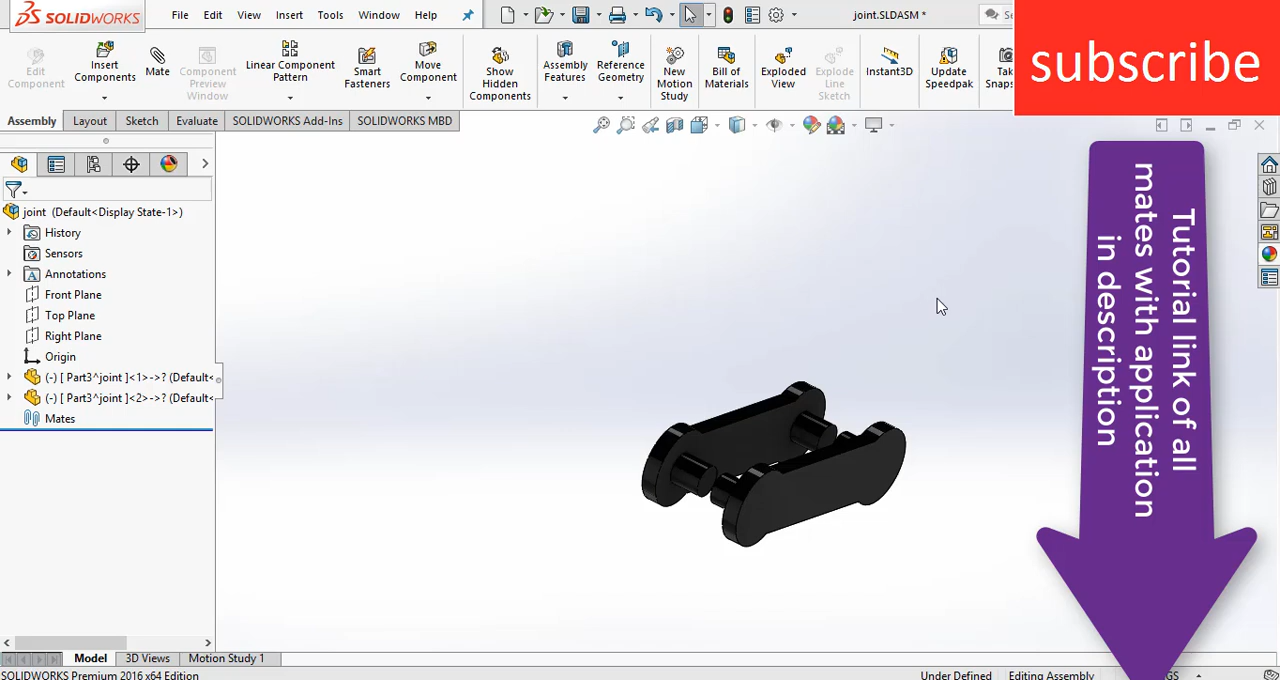 SOLIDWORKS
File Edit View Insert Tools Window Help
joint.SLDASM *
subscribe
Edit Component
Insert Components
Mate
Component Preview Window
Linear Component Pattern
Smart Fasteners
Move Component
Show Hidden Components
Assembly Features
Reference Geometry
New Motion Study
Bill of Materials
Exploded View
Explode Line Sketch
Instant3D
Update Speedpak
Assembly Layout Sketch Evaluate SOLIDWORKS Add-Ins SOLIDWORKS MBD
joint (Default<Display State-1>)
History
Sensors
Annotations
Front Plane
Top Plane
Right Plane
Origin
(-) [ Part3^joint ]<1>->? (Default<
(-) [ Part3^joint ]<2>->? (Default<
Mates
Tutorial link of all
mates with application
in description
Model 3D Views Motion Study 1
SOLIDWORKS Premium 2016 x64 Edition
Under Defined Editing Assembly